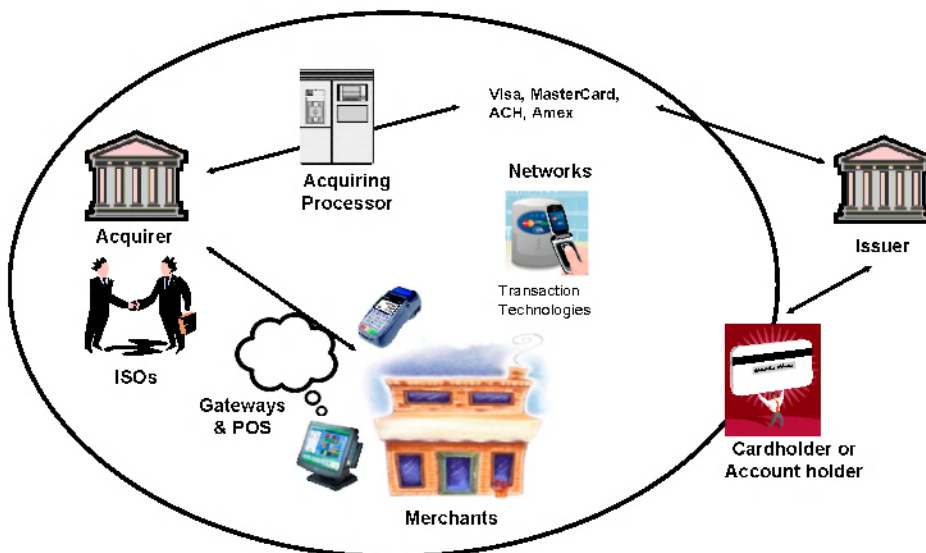 Visa, MasterCard,
ACH, Amex
Networks
Acquiring
Processor
Acquirer
Issuer
Transaction
Technologies
ISOs
Gateways
& POS
Cardholder or
Account holder
Merchants